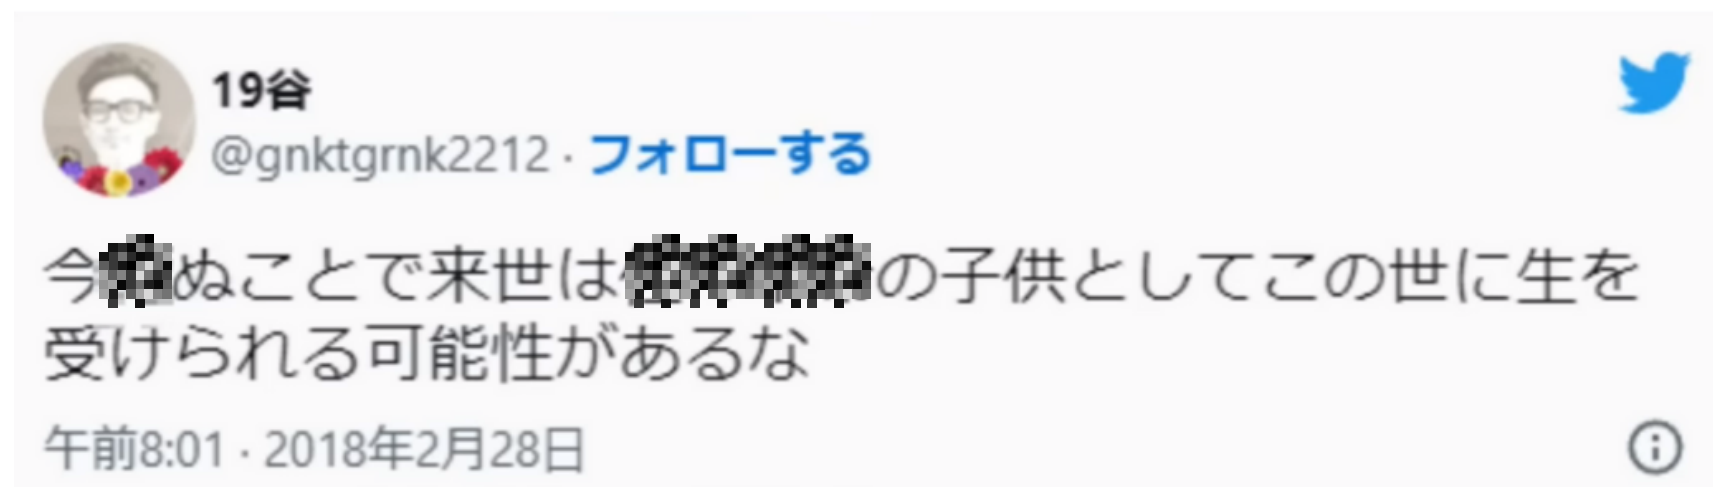 19谷
@gnktgrnk2212 · フォローする
今ぬことで来世はの子供としてこの世に生を
受けられる可能性があるな
午前8:01 · 2018年2月28日